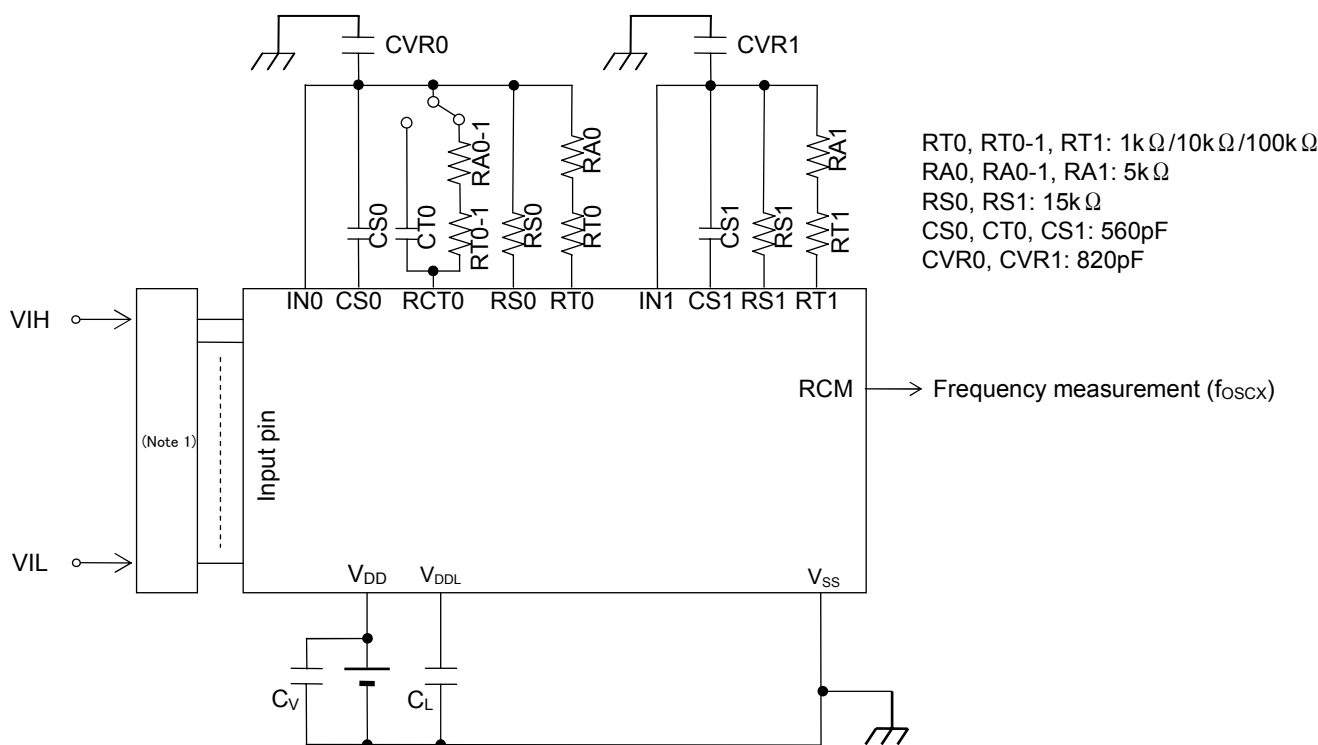 CVR0
CVR1
CS0
CT0
RA0-1
RT0-1
RS0
RA0
RT0
CS1
RS1
RA1
RT1
RT0, RT0-1, RT1: 1kΩ/10kΩ/100kΩ
RA0, RA0-1, RA1: 5kΩ
RS0, RS1: 15kΩ
CS0, CT0, CS1: 560pF
CVR0, CVR1: 820pF
IN0 CS0 RCT0 RS0 RT0 IN1 CS1 RS1 RT1
VIH
(Note 1)
Input pin
RCM
Frequency measurement (fOSCX)
VIL
VDD
VDDL
VSS
CV
CL